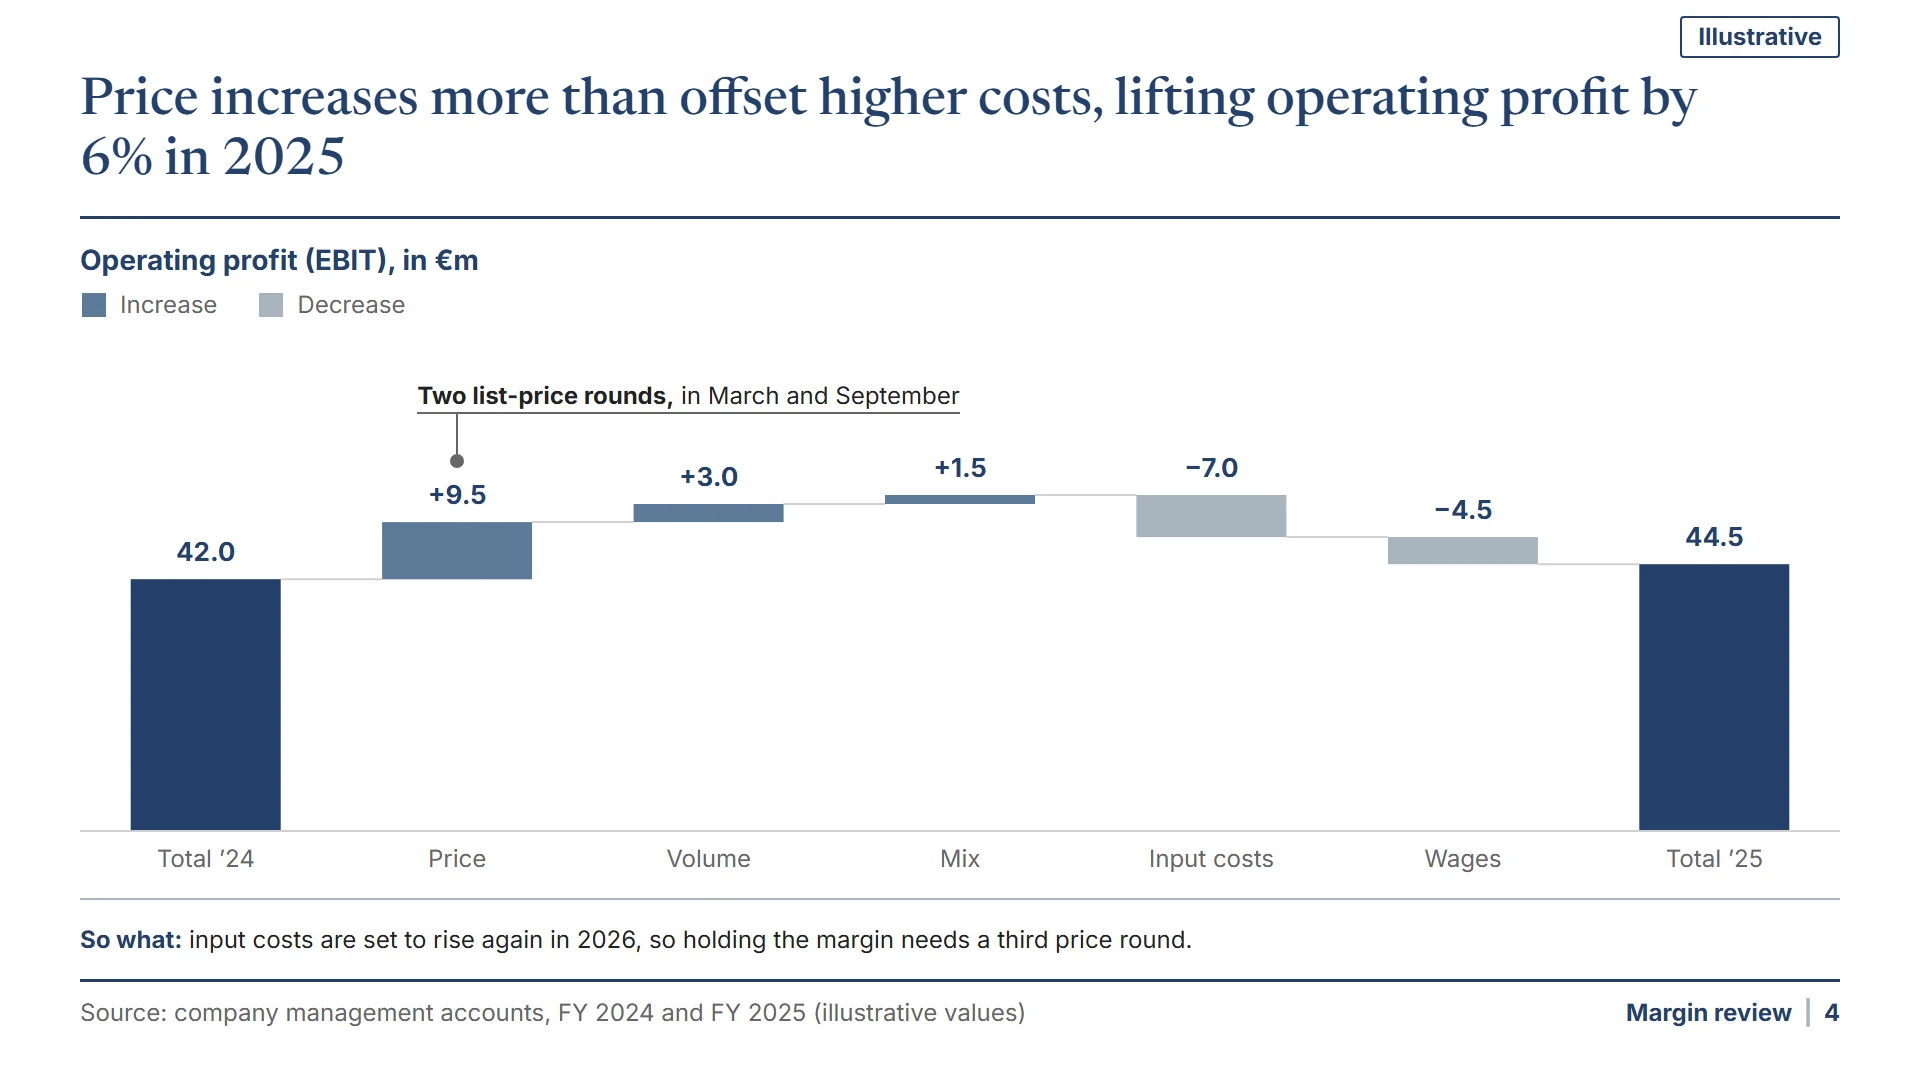 Illustrative
Price increases more than offset higher costs, lifting operating profit by
6% in 2025
Operating profit (EBIT), in €m
Increase
Decrease
Two list-price rounds, in March and September
42.0
+9.5
+3.0
+1.5
−7.0
−4.5
44.5
Total ’24
Price
Volume
Mix
Input costs
Wages
Total ’25
So what: input costs are set to rise again in 2026, so holding the margin needs a third price round.
Source: company management accounts, FY 2024 and FY 2025 (illustrative values)
Margin review | 4